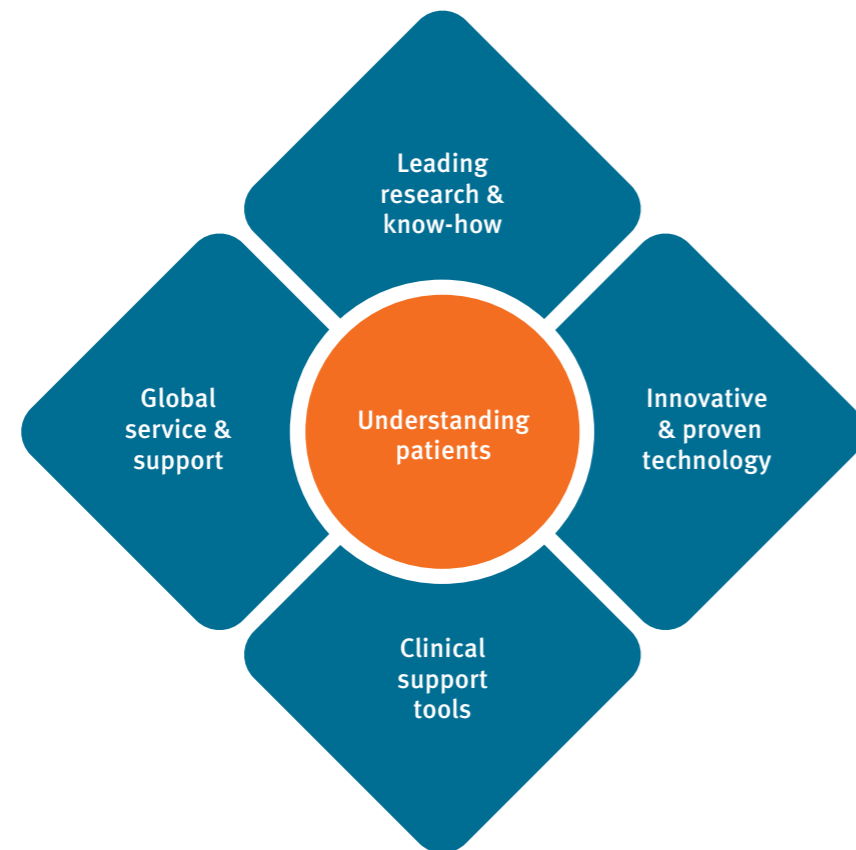 Leading
research &
know-how
Global
service &
support
Understanding
patients
Innovative
& proven
technology
Clinical
support
tools